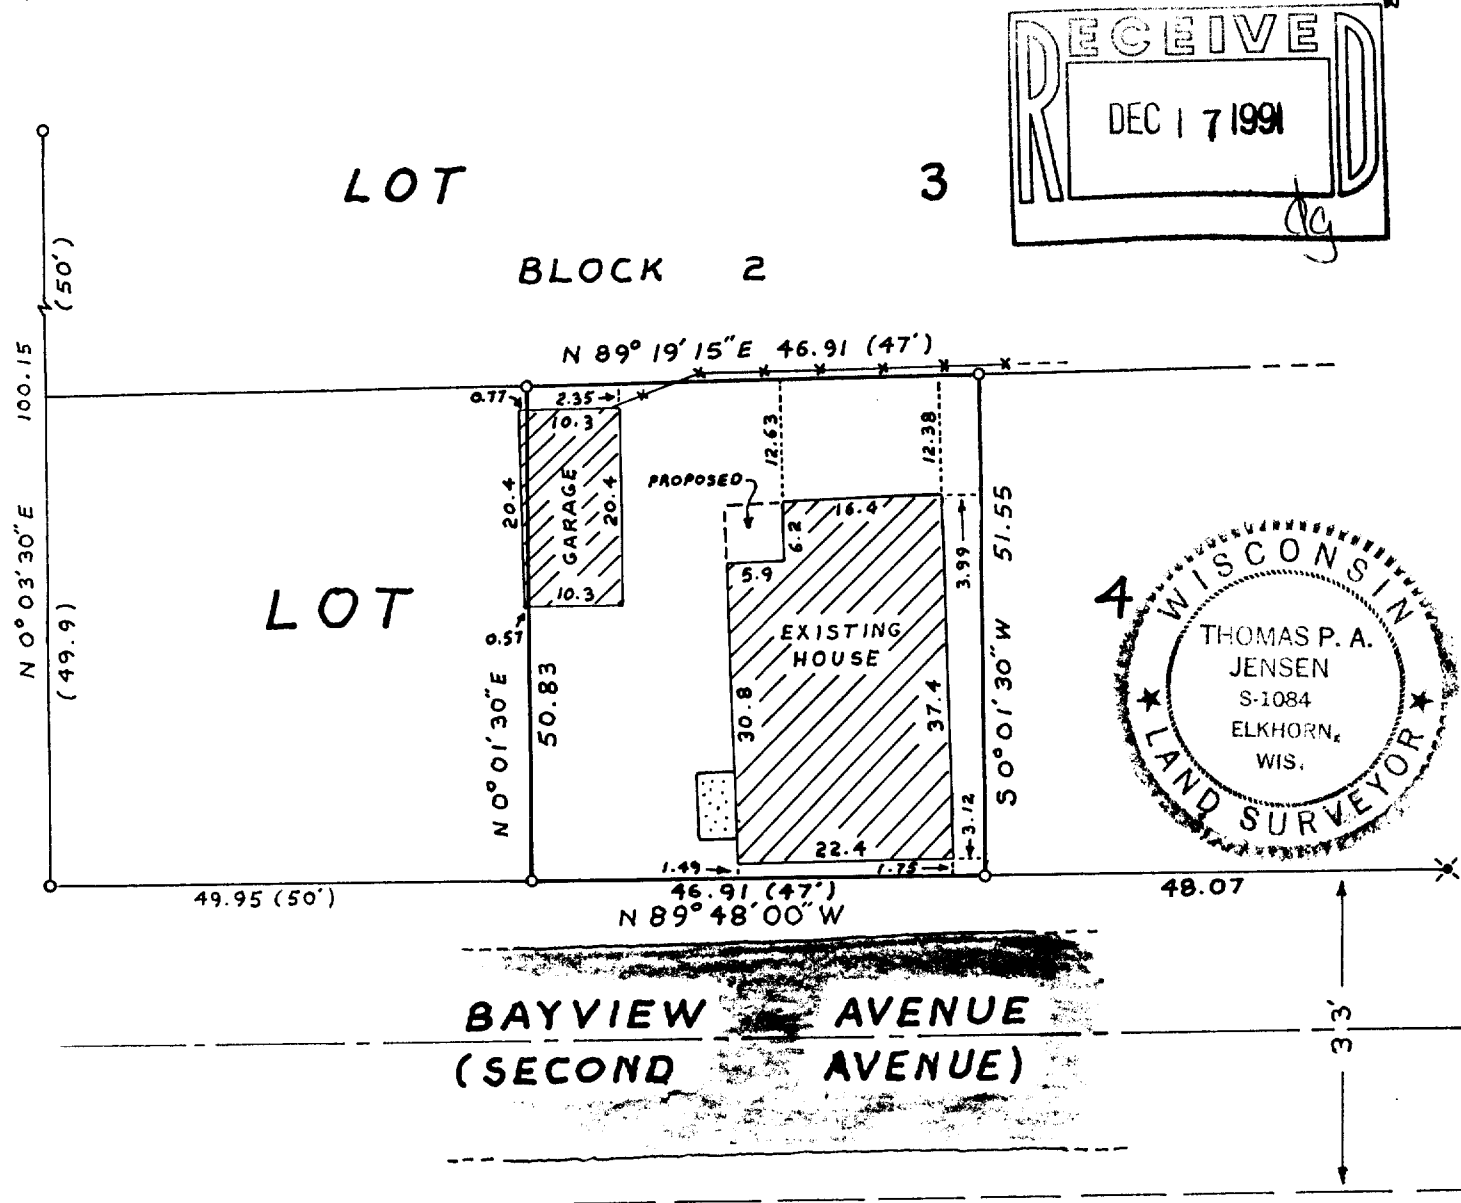 RECEIVED
DEC 17 1991
dg
LOT 3
BLOCK 2
(50')
100.15
N 0° 03' 30" E
(49.9)
N 89° 19' 15" E 46.91 (47')
0.77
2.35
10.3
20.4
GARAGE
20.4
10.3
0.57
12.63
12.38
PROPOSED
16.4
6.2
5.9
3.99
51.55
LOT 4
EXISTING
HOUSE
30.8
37.4
N 0° 01' 30" E
50.83
S 0° 01' 30" W
3.12
22.4
1.49
1.75
WISCONSIN
THOMAS P. A.
JENSEN
S-1084
ELKHORN,
WIS.
LAND SURVEYOR
49.95 (50')
46.91 (47')
N 89° 48' 00" W
48.07
BAYVIEW AVENUE
(SECOND AVENUE)
33'